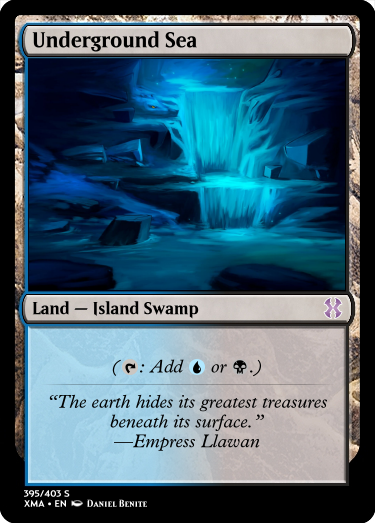 Underground Sea
Land — Island Swamp
(: Add or .)
“The earth hides its greatest treasures
beneath its surface.”
—Empress Llawan
395/403 S
XMA • EN Daniel Benite